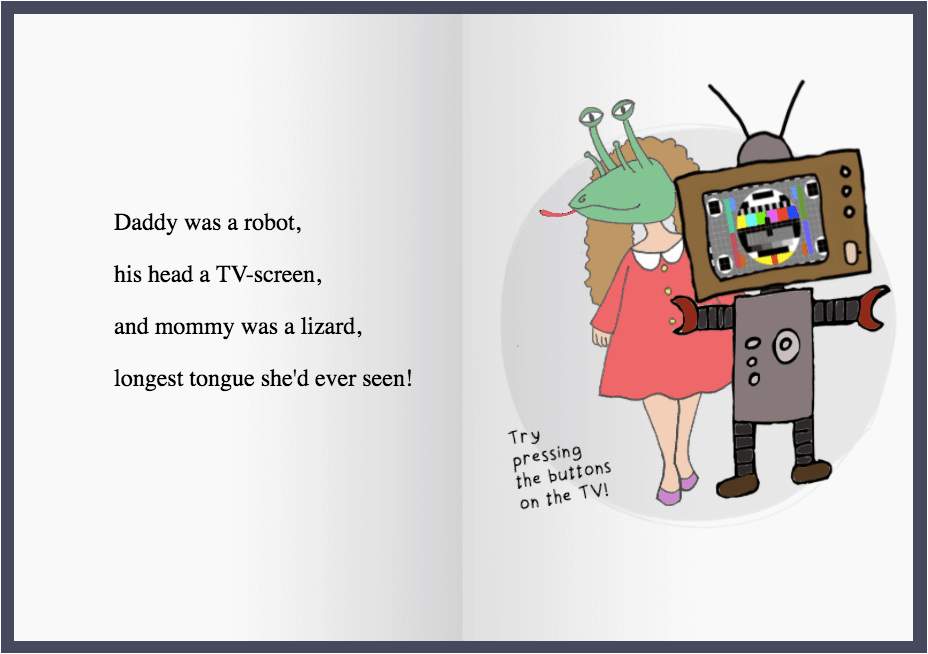 Daddy was a robot,
his head a TV-screen,
and mommy was a lizard,
longest tongue she'd ever seen!
Try
pressing
the buttons
on the TV!